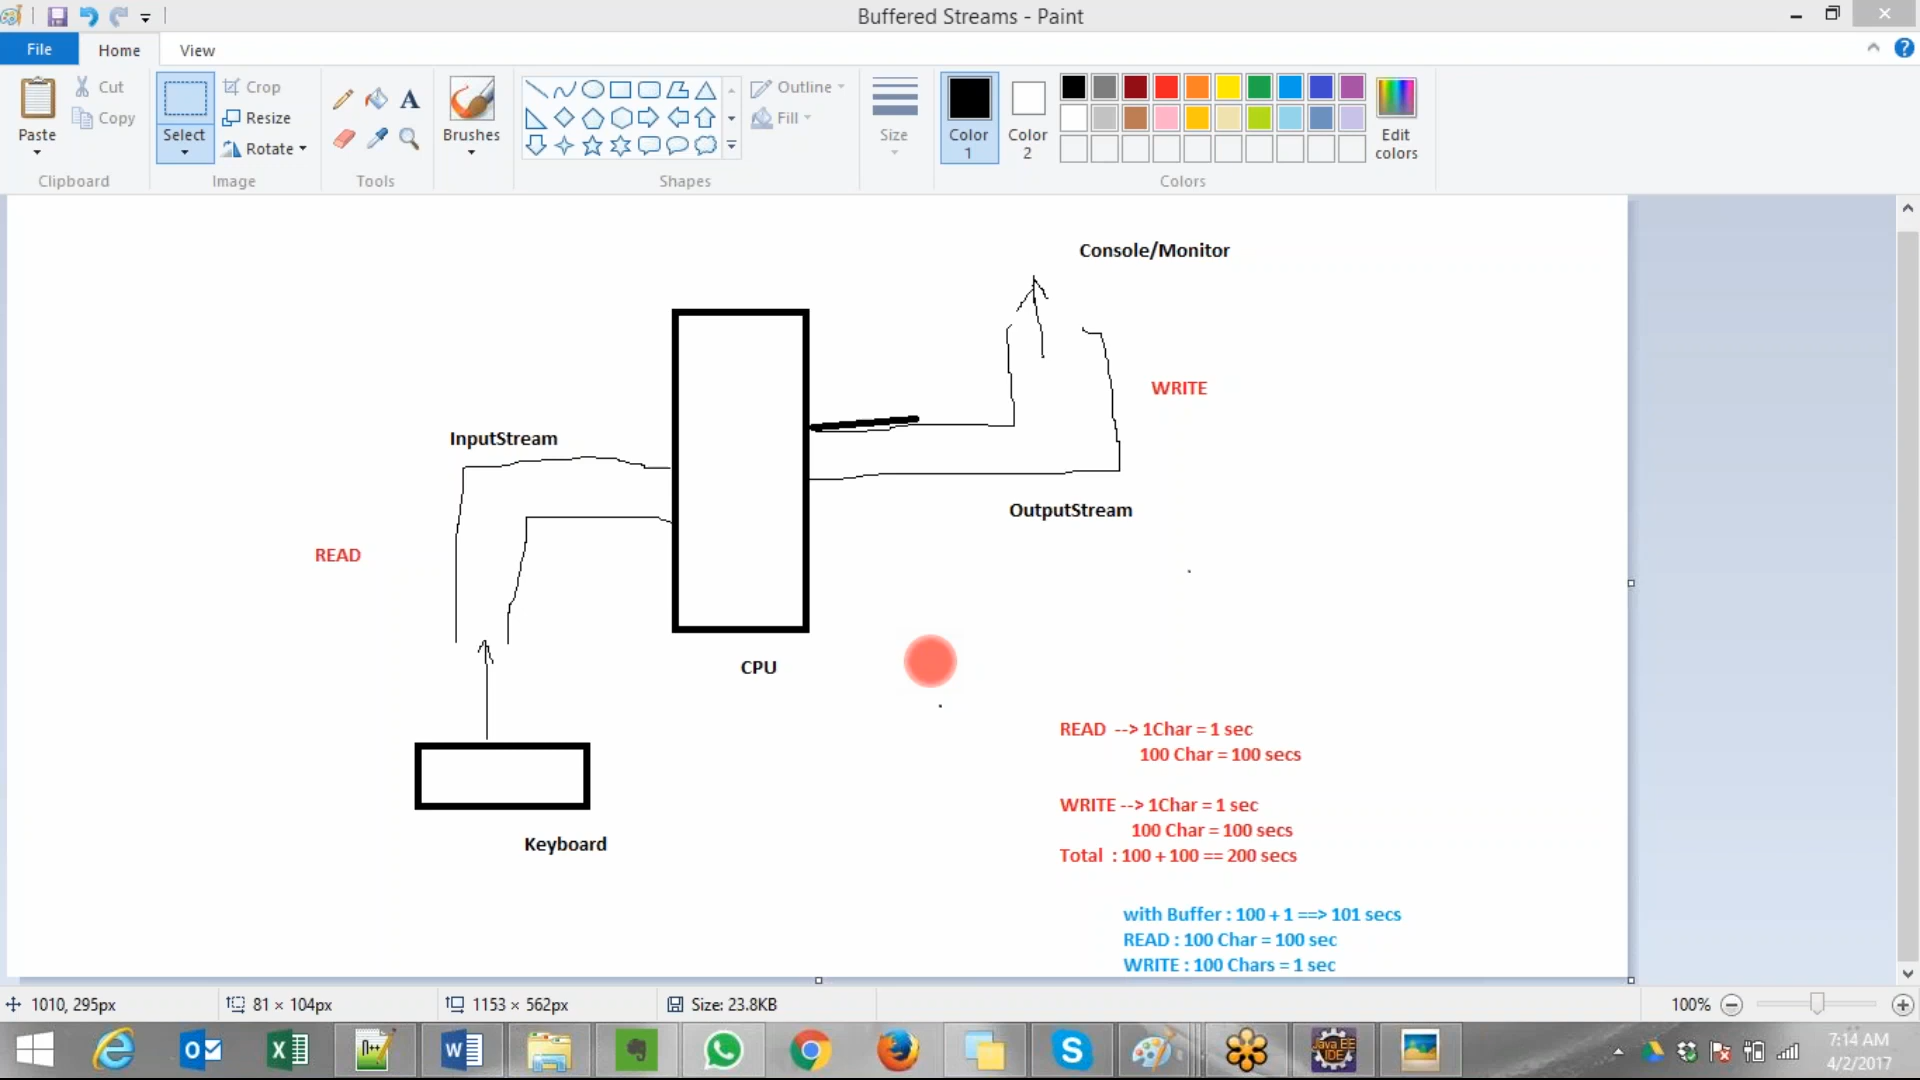 Buffered Streams - Paint
File Home View
Paste
Cut
Copy
Clipboard
Select
Crop
Resize
Rotate
Image
A
Tools
Brushes
Shapes
Outline
Fill
Size
Color 1
Color 2
Edit colors
Colors
Console/Monitor
WRITE
InputStream
OutputStream
READ
CPU
Keyboard
READ --> 1Char = 1 sec
100 Char = 100 secs
WRITE --> 1Char = 1 sec
100 Char = 100 secs
Total : 100 + 100 == 200 secs
with Buffer : 100 + 1 ==> 101 secs
READ : 100 Char = 100 sec
WRITE : 100 Chars = 1 sec
1010, 295px 81 × 104px 1153 × 562px Size: 23.8KB 100%
Java EE
IDE
7:14 AM
4/2/2017